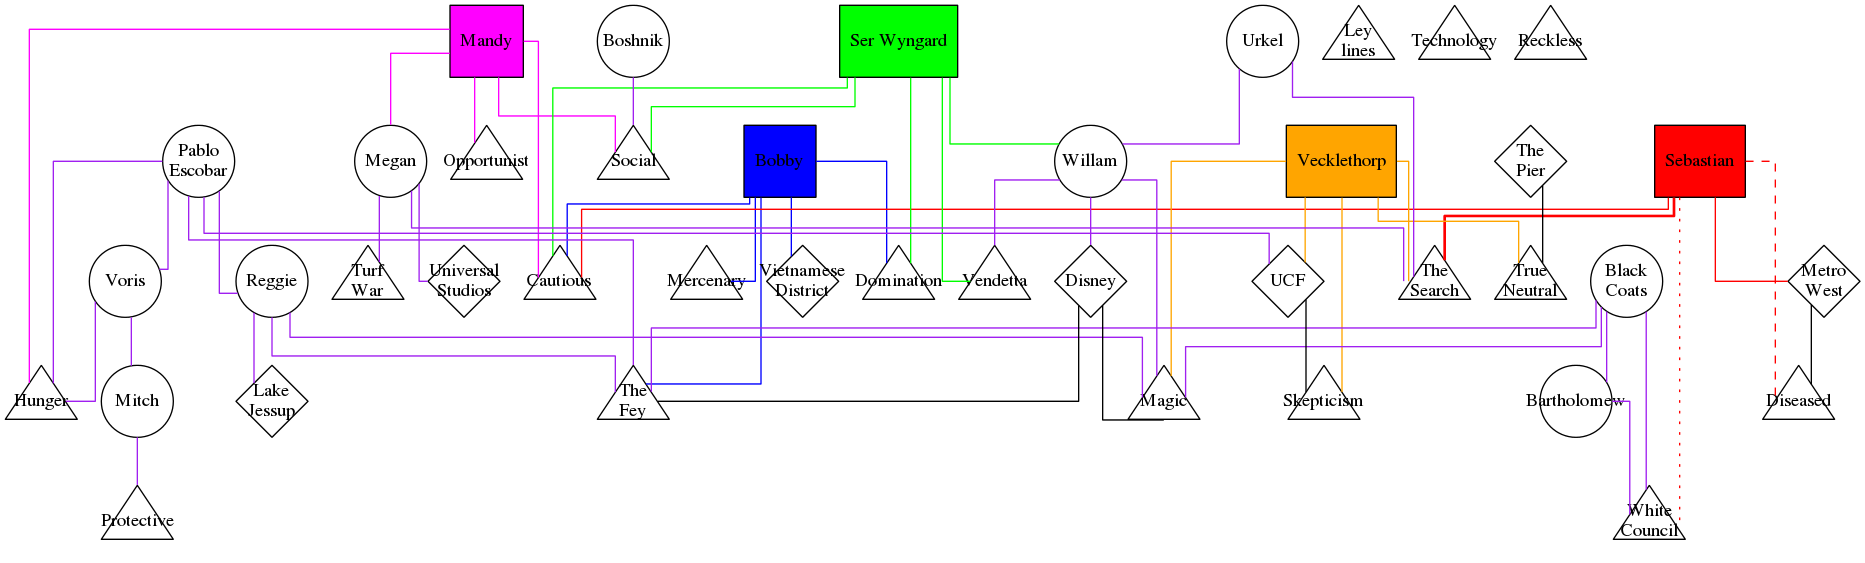 Mandy
Boshnik
Ser Wyngard
Urkel
Ley
lines
Technology
Reckless
Pablo
Escobar
Megan
Opportunist
Social
Bobby
Willam
Vecklethorp
The
Pier
Sebastian
Voris
Reggie
Turf
War
Universal
Studios
Cautious
Mercenary
Vietnamese
District
Domination
Vendetta
Disney
UCF
The
Search
True
Neutral
Black
Coats
Metro
West
Hunger
Mitch
Lake
Jessup
The
Fey
Magic
Skepticism
Bartholomew
Diseased
Protective
White
Council